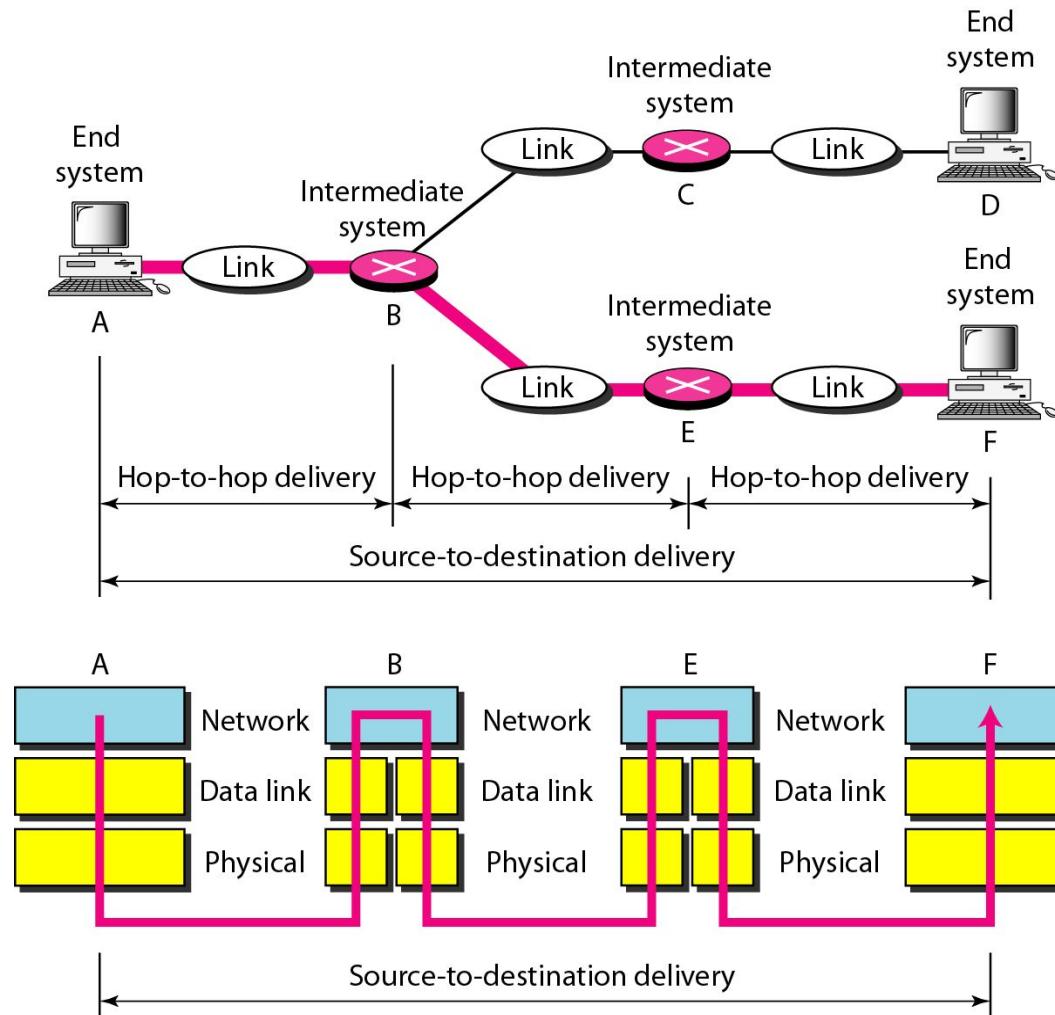 End
system
Intermediate
system
End
system
Link
Link
C
D
Intermediate
system
Link
A
B
End
system
Intermediate
system
Link
Link
E
F
Hop-to-hop delivery
Hop-to-hop delivery
Hop-to-hop delivery
Source-to-destination delivery
A
B
E
F
Network
Network
Network
Data link
Data link
Data link
Physical
Physical
Physical
Source-to-destination delivery